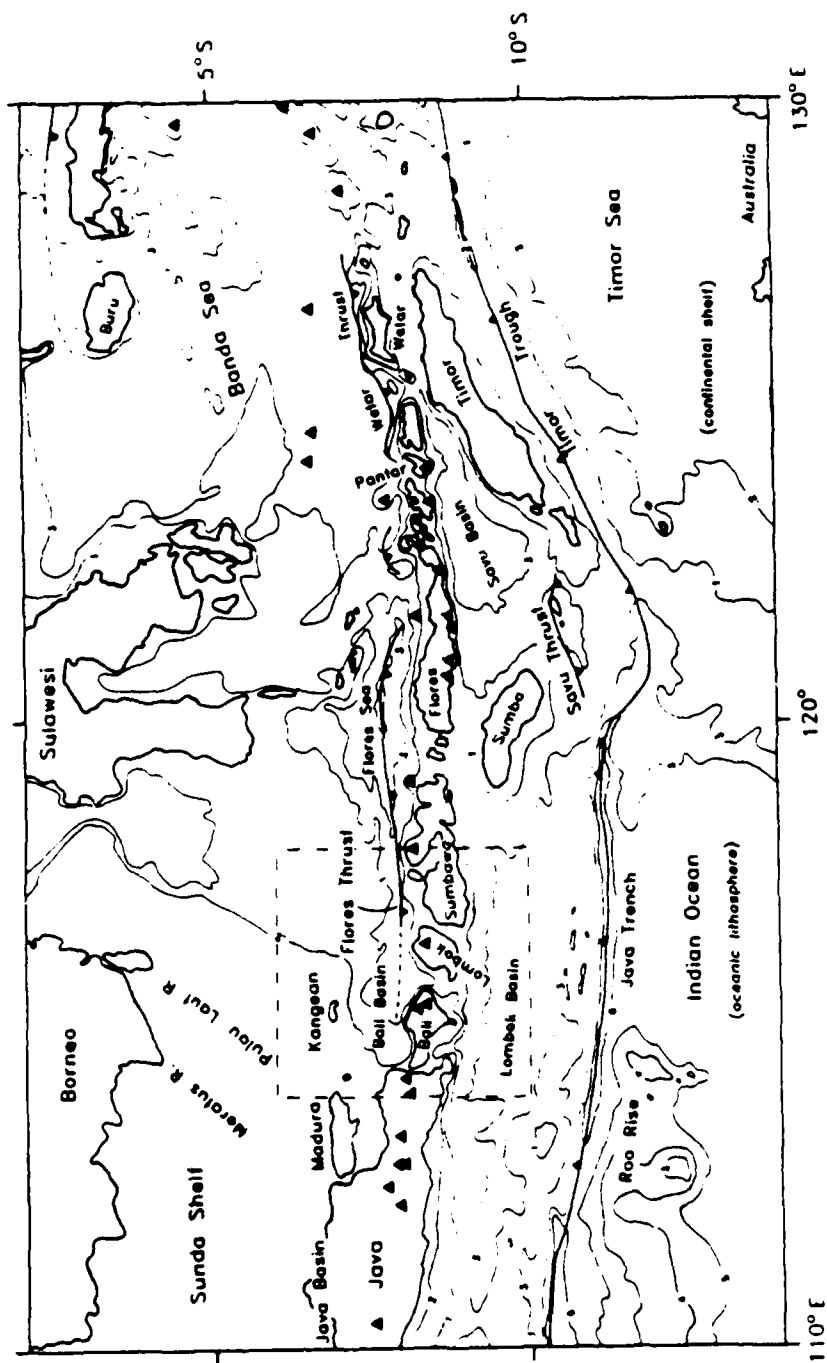 Borneo
Sulawesi
Buru
Banda Sea
5°S
Sunda Shelf
Meratus R.
Pulau Laut R
Java Basin
Madura
Kangean
Flores Thrust
Bali Basin
Flores Sea
Pantar
Wetar
Thrust
Wetar
Java
Bali
Lombok
Sumbawa
Flores
Timor
Savu Basin
10°S
Lombok Basin
Sumba
Savu Thrust
Timor
Trough
Java Trench
Roo Rise
Indian Ocean
(oceanic lithosphere)
Timor Sea
(continental shelf)
Australia
110°E
120°
130°E